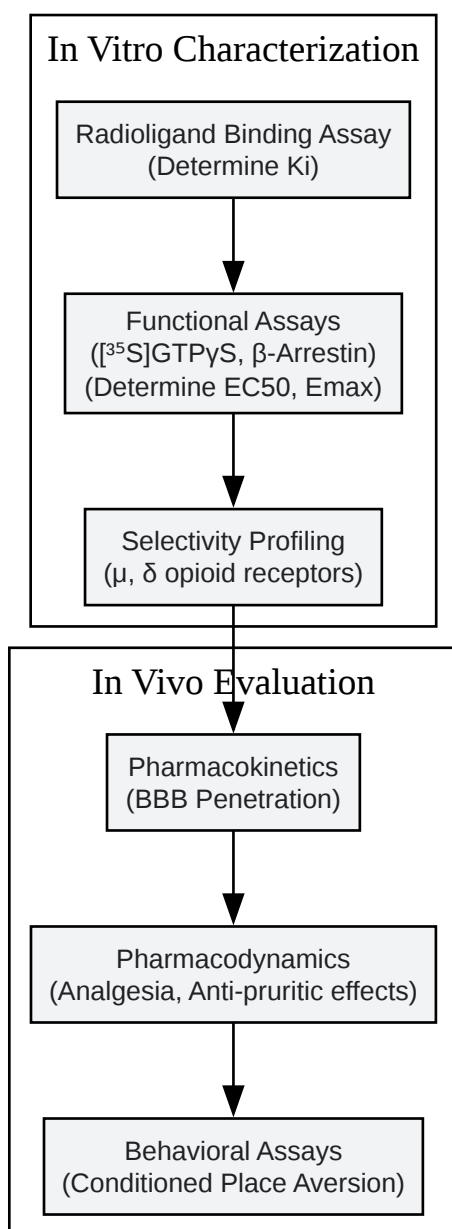 In Vitro Characterization
Radioligand Binding Assay
(Determine Ki)
Functional Assays
([³⁵S]GTPγS, β-Arrestin)
(Determine EC50, Emax)
Selectivity Profiling
(μ, δ opioid receptors)
In Vivo Evaluation
Pharmacokinetics
(BBB Penetration)
Pharmacodynamics
(Analgesia, Anti-pruritic effects)
Behavioral Assays
(Conditioned Place Aversion)